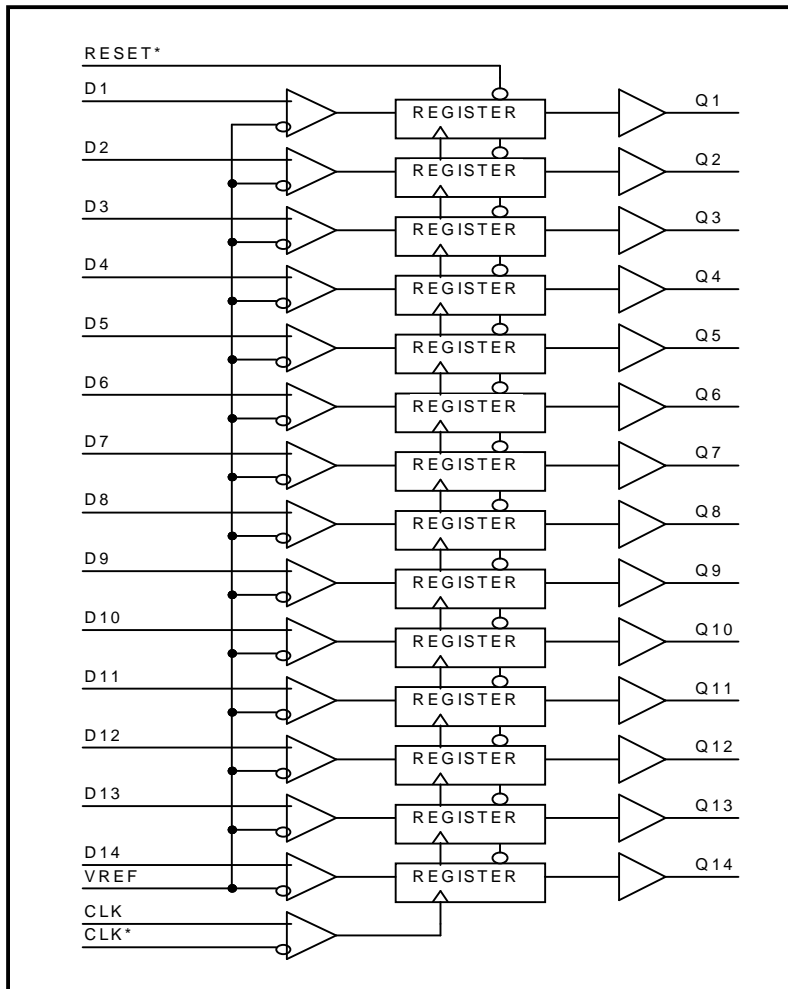 RESET*
D1 REGISTER Q1
D2 REGISTER Q2
D3 REGISTER Q3
D4 REGISTER Q4
D5 REGISTER Q5
D6 REGISTER Q6
D7 REGISTER Q7
D8 REGISTER Q8
D9 REGISTER Q9
D10 REGISTER Q10
D11 REGISTER Q11
D12 REGISTER Q12
D13 REGISTER Q13
D14 REGISTER Q14
VREF
CLK
CLK*